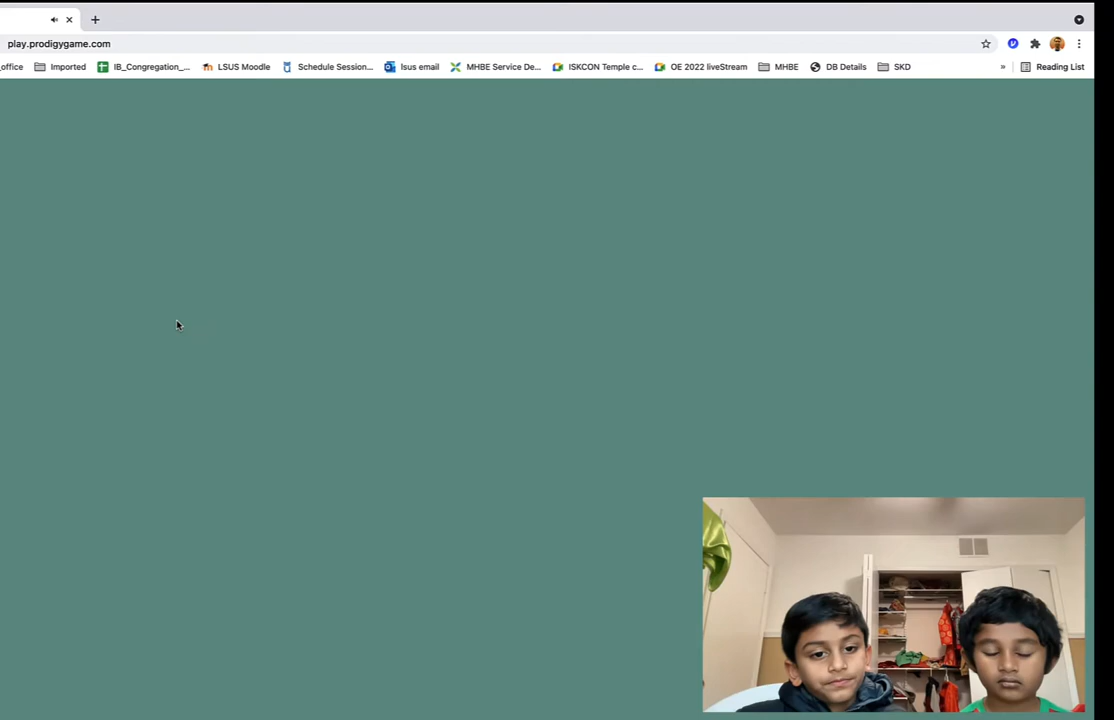 play.prodigygame.com
office Imported IB_Congregation_... LSUS Moodle Schedule Session... lsus email MHBE Service De... ISKCON Temple c... OE 2022 liveStream MHBE DB Details SKD » Reading List